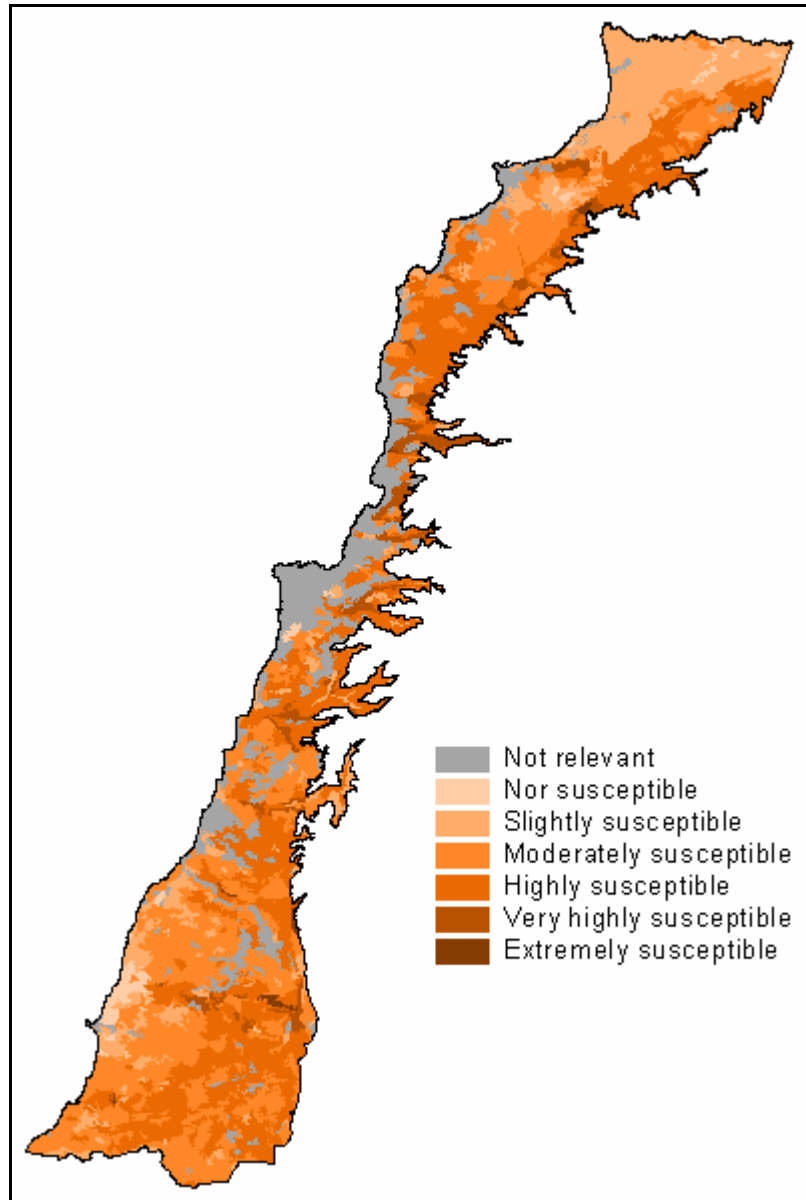 Not relevant
Nor susceptible
Slightly susceptible
Moderately susceptible
Highly susceptible
Very highly susceptible
Extremely susceptible